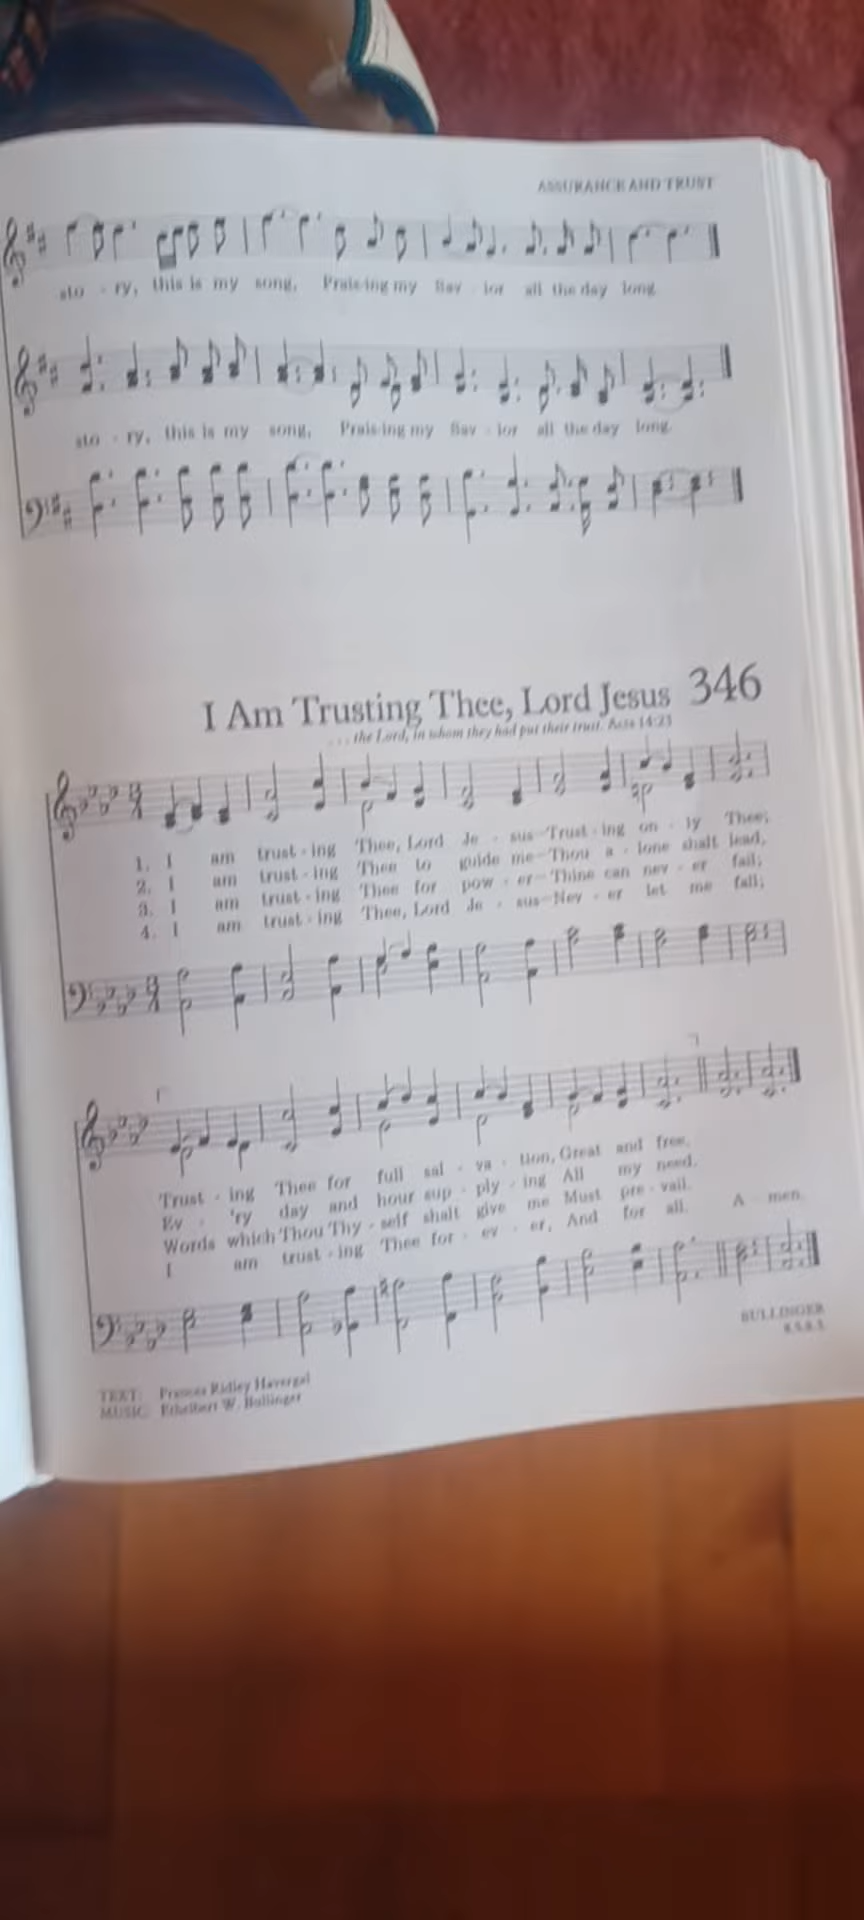 ASSURANCE AND TRUST
sto - ry, this is my song, Praising my Sav - ior all the day long.
sto - ry, this is my song, Praising my Sav - ior all the day long.
I Am Trusting Thee, Lord Jesus 346
. . . the Lord, in whom they had put their trust. Acts 14:23
1. I am trust - ing Thee, Lord Je - sus—Trust - ing on - ly Thee;
2. I am trust - ing Thee to guide me—Thou a - lone shalt lead,
3. I am trust - ing Thee for pow - er—Thine can nev - er fail;
4. I am trust - ing Thee, Lord Je - sus—Nev - er let me fall;
Trust - ing Thee for full sal - va - tion, Great and free.
Ev - 'ry day and hour sup - ply - ing All my need.
Words which Thou Thy - self shalt give me Must pre - vail.
I am trust - ing Thee for - ev - er, And for all. A - men.
BULLINGER
8.5.8.3.
TEXT: Frances Ridley Havergal
MUSIC: Ethelbert W. Bullinger